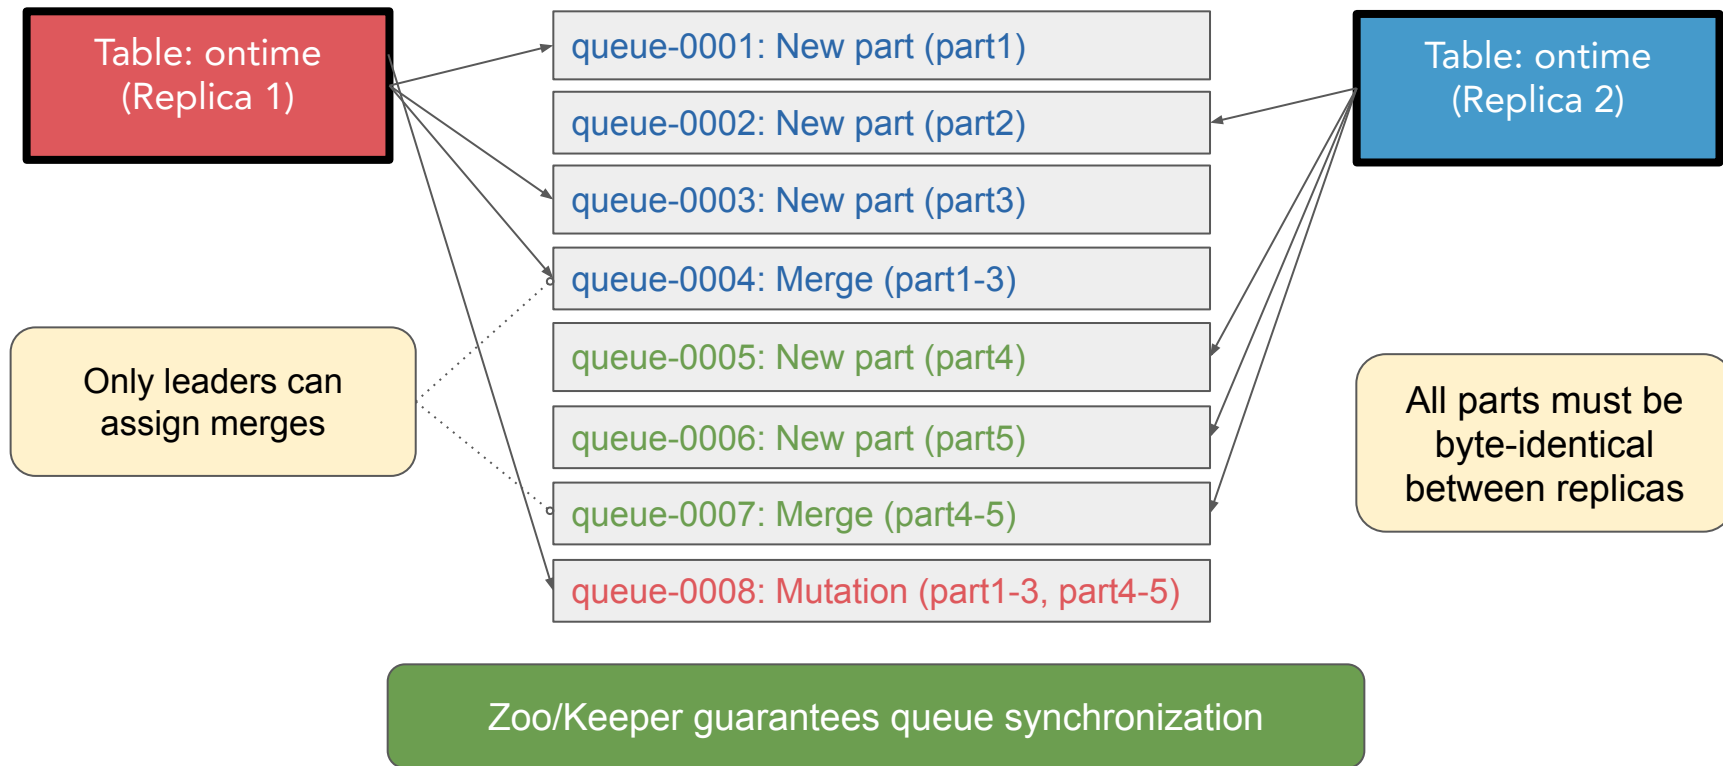 Table: ontime
(Replica 1)
queue-0001: New part (part1)
queue-0002: New part (part2)
queue-0003: New part (part3)
queue-0004: Merge (part1-3)
queue-0005: New part (part4)
queue-0006: New part (part5)
queue-0007: Merge (part4-5)
queue-0008: Mutation (part1-3, part4-5)
Table: ontime
(Replica 2)
Only leaders can
assign merges
All parts must be
byte-identical
between replicas
Zoo/Keeper guarantees queue synchronization